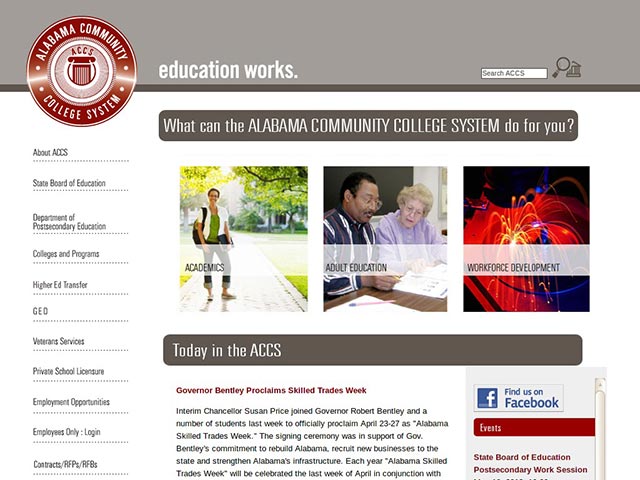 ALABAMA COMMUNITY
ACCS
COLLEGE SYSTEM
education works.
Search ACCS
What can the ALABAMA COMMUNITY COLLEGE SYSTEM do for you?
About ACCS
State Board of Education
Department of
Postsecondary Education
Colleges and Programs
Higher Ed Transfer
GED
Veterans Services
Private School Licensure
Employment Opportunities
Employees Only : Login
Contracts/RFPs/RFBs
ACADEMICS
ADULT EDUCATION
WORKFORCE DEVELOPMENT
Today in the ACCS
Governor Bentley Proclaims Skilled Trades Week
Interim Chancellor Susan Price joined Governor Robert Bentley and a
number of students last week to officially proclaim April 23-27 as "Alabama
Skilled Trades Week." The signing ceremony was in support of Gov.
Bentley's commitment to rebuild Alabama, recruit new businesses to the
state and strengthen Alabama's infrastructure. Each year "Alabama Skilled
Trades Week" will be celebrated the last week of April in conjunction with
Find us on
Facebook
Events
State Board of Education
Postsecondary Work Session